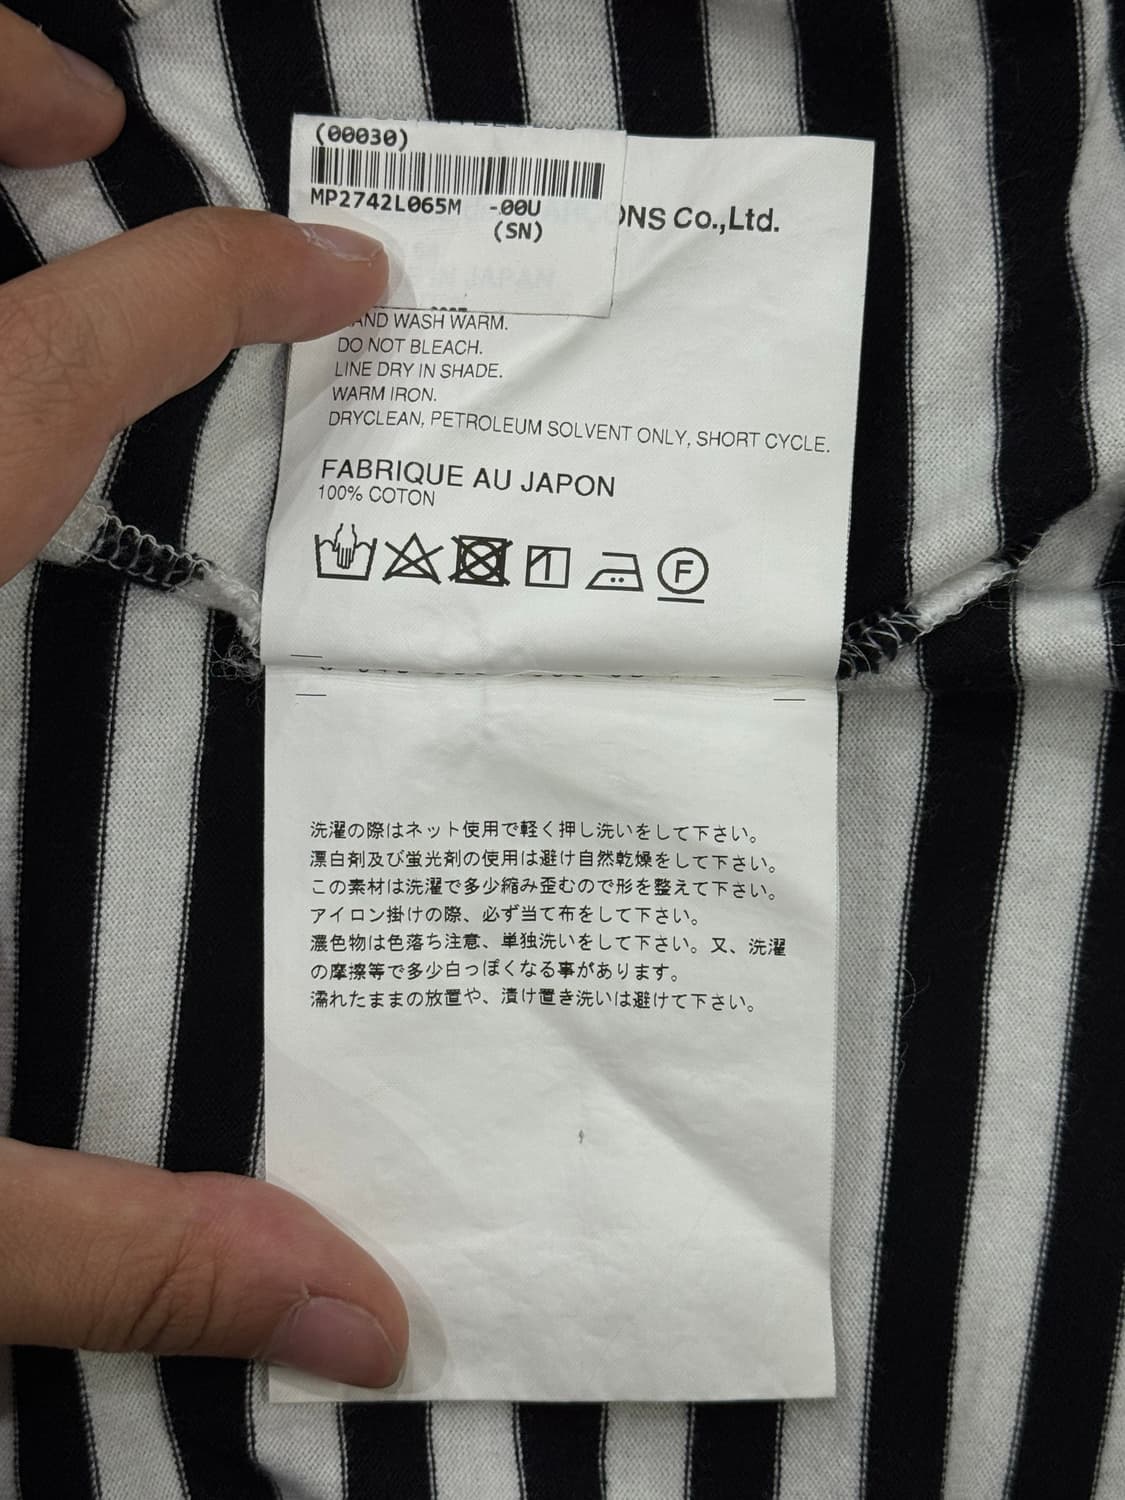 (00030)
MP2742L065M -00U
(SN)
Co.,Ltd.
IN JAPAN
WASH WARM.
DO NOT BLEACH.
LINE DRY IN SHADE.
WARM IRON.
DRYCLEAN, PETROLEUM SOLVENT ONLY, SHORT CYCLE.
FABRIQUE AU JAPON
100% COTON
F
洗濯の際はネット使用で軽く押し洗いをして下さい。
漂白剤及び蛍光剤の使用は避け自然乾燥をして下さい。
この素材は洗濯で多少縮み歪むので形を整えて下さい。
アイロン掛けの際、必ず当て布をして下さい。
濃色物は色落ち注意、単独洗いをして下さい。又、洗濯
の摩擦等で多少白っぽくなる事があります。
濡れたままの放置や、漬け置き洗いは避けて下さい。